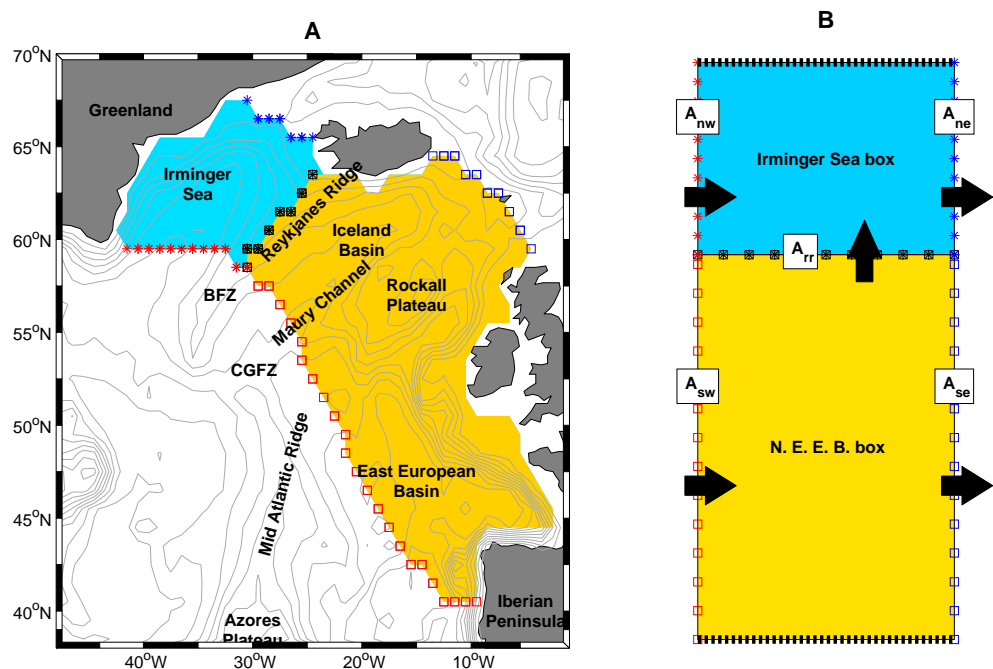 A
B
70°N
65°N
60°N
55°N
50°N
45°N
40°N
40°W
30°W
20°W
10°W
Greenland
Irminger
Sea
Reykjanes Ridge
Iceland
Basin
Maury Channel
Rockall
Plateau
BFZ
CGFZ
Mid Atlantic Ridge
East European
Basin
Azores
Plateau
Iberian
Peninsula
A_nw
A_ne
Irminger Sea box
A_rr
A_sw
A_se
N. E. E. B. box